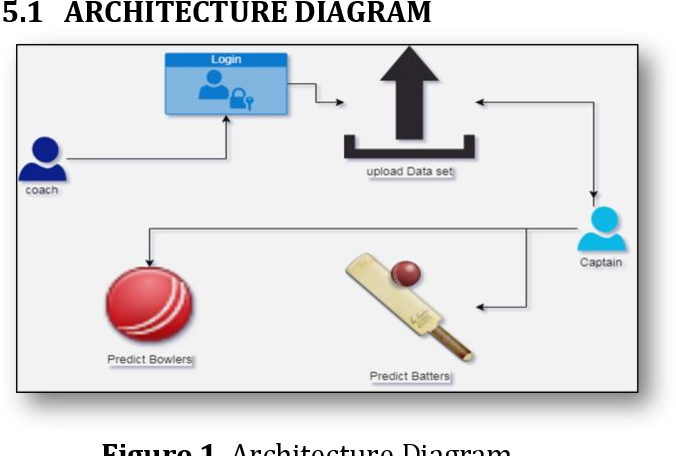 5.1 ARCHITECTURE DIAGRAM
Login
upload Data set
coach
Captain
Predict Bowlers
Predict Batters
Figure 1. Architecture Diagram